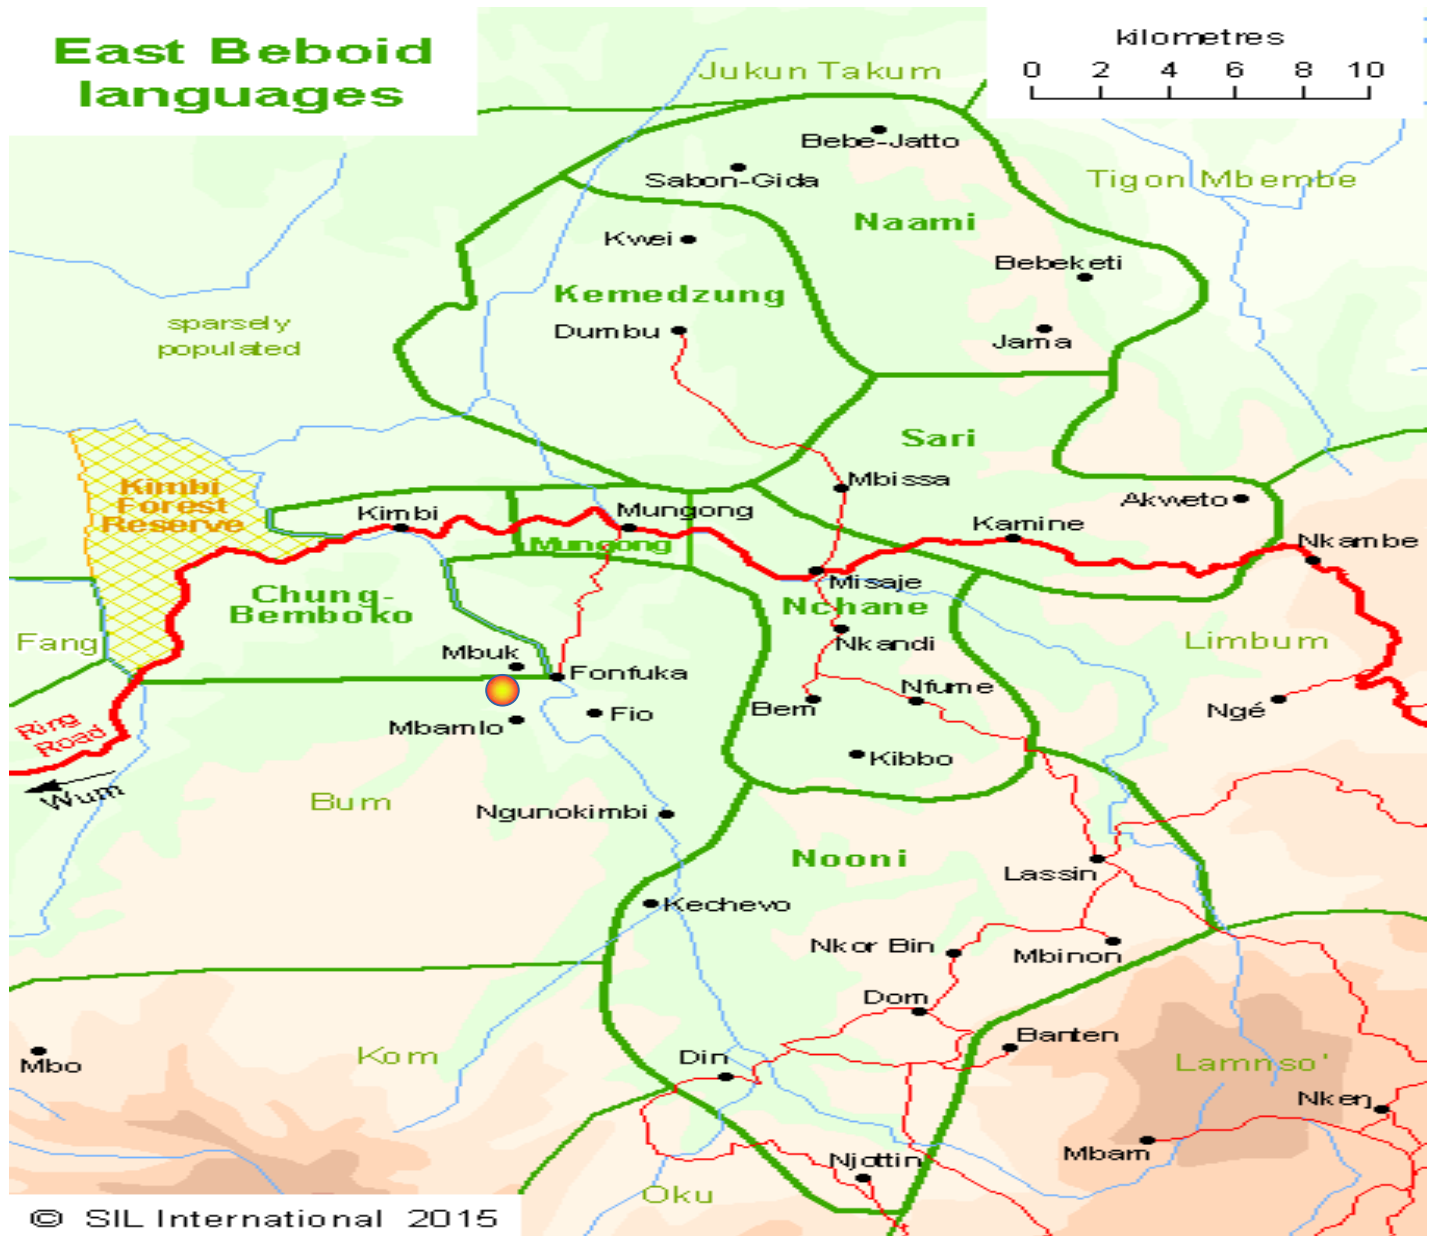 East Beboid
languages
kilometres
0 2 4 6 8 10
Jukun Takum
Bebe-Jatto
Sabon-Gida
Tigon Mbembe
Naami
Kwei
Bebeketi
Kemedzung
sparsely
populated
Dumbu
Jama
Sari
Mbissa
Kimbi
Forest
Reserve
Akweto
Kimbi
Mungong
Kamine
Nkambe
Mungong
Misaje
Chung-
Bemboko
Nchane
Fang
Nkandi
Limbum
Mbuk
Fonfuka
Nfume
Bem
Ngé
Ring
Road
Mbamlo
Fio
Kibbo
Wum
Bum
Ngunokimbi
Nooni
Lassin
Kechevo
Nkor Bin
Mbinon
Dom
Banten
Mbo
Kom
Din
Lamnso'
Nkeŋ
Mbam
Njottin
Oku
© SIL International 2015